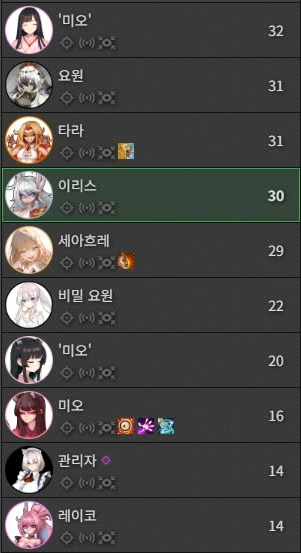 '미오' 32
요원 31
타라 31
이리스 30
세아흐레 29
비밀 요원 22
'미오' 20
미오 16
관리자 14
레이코 14